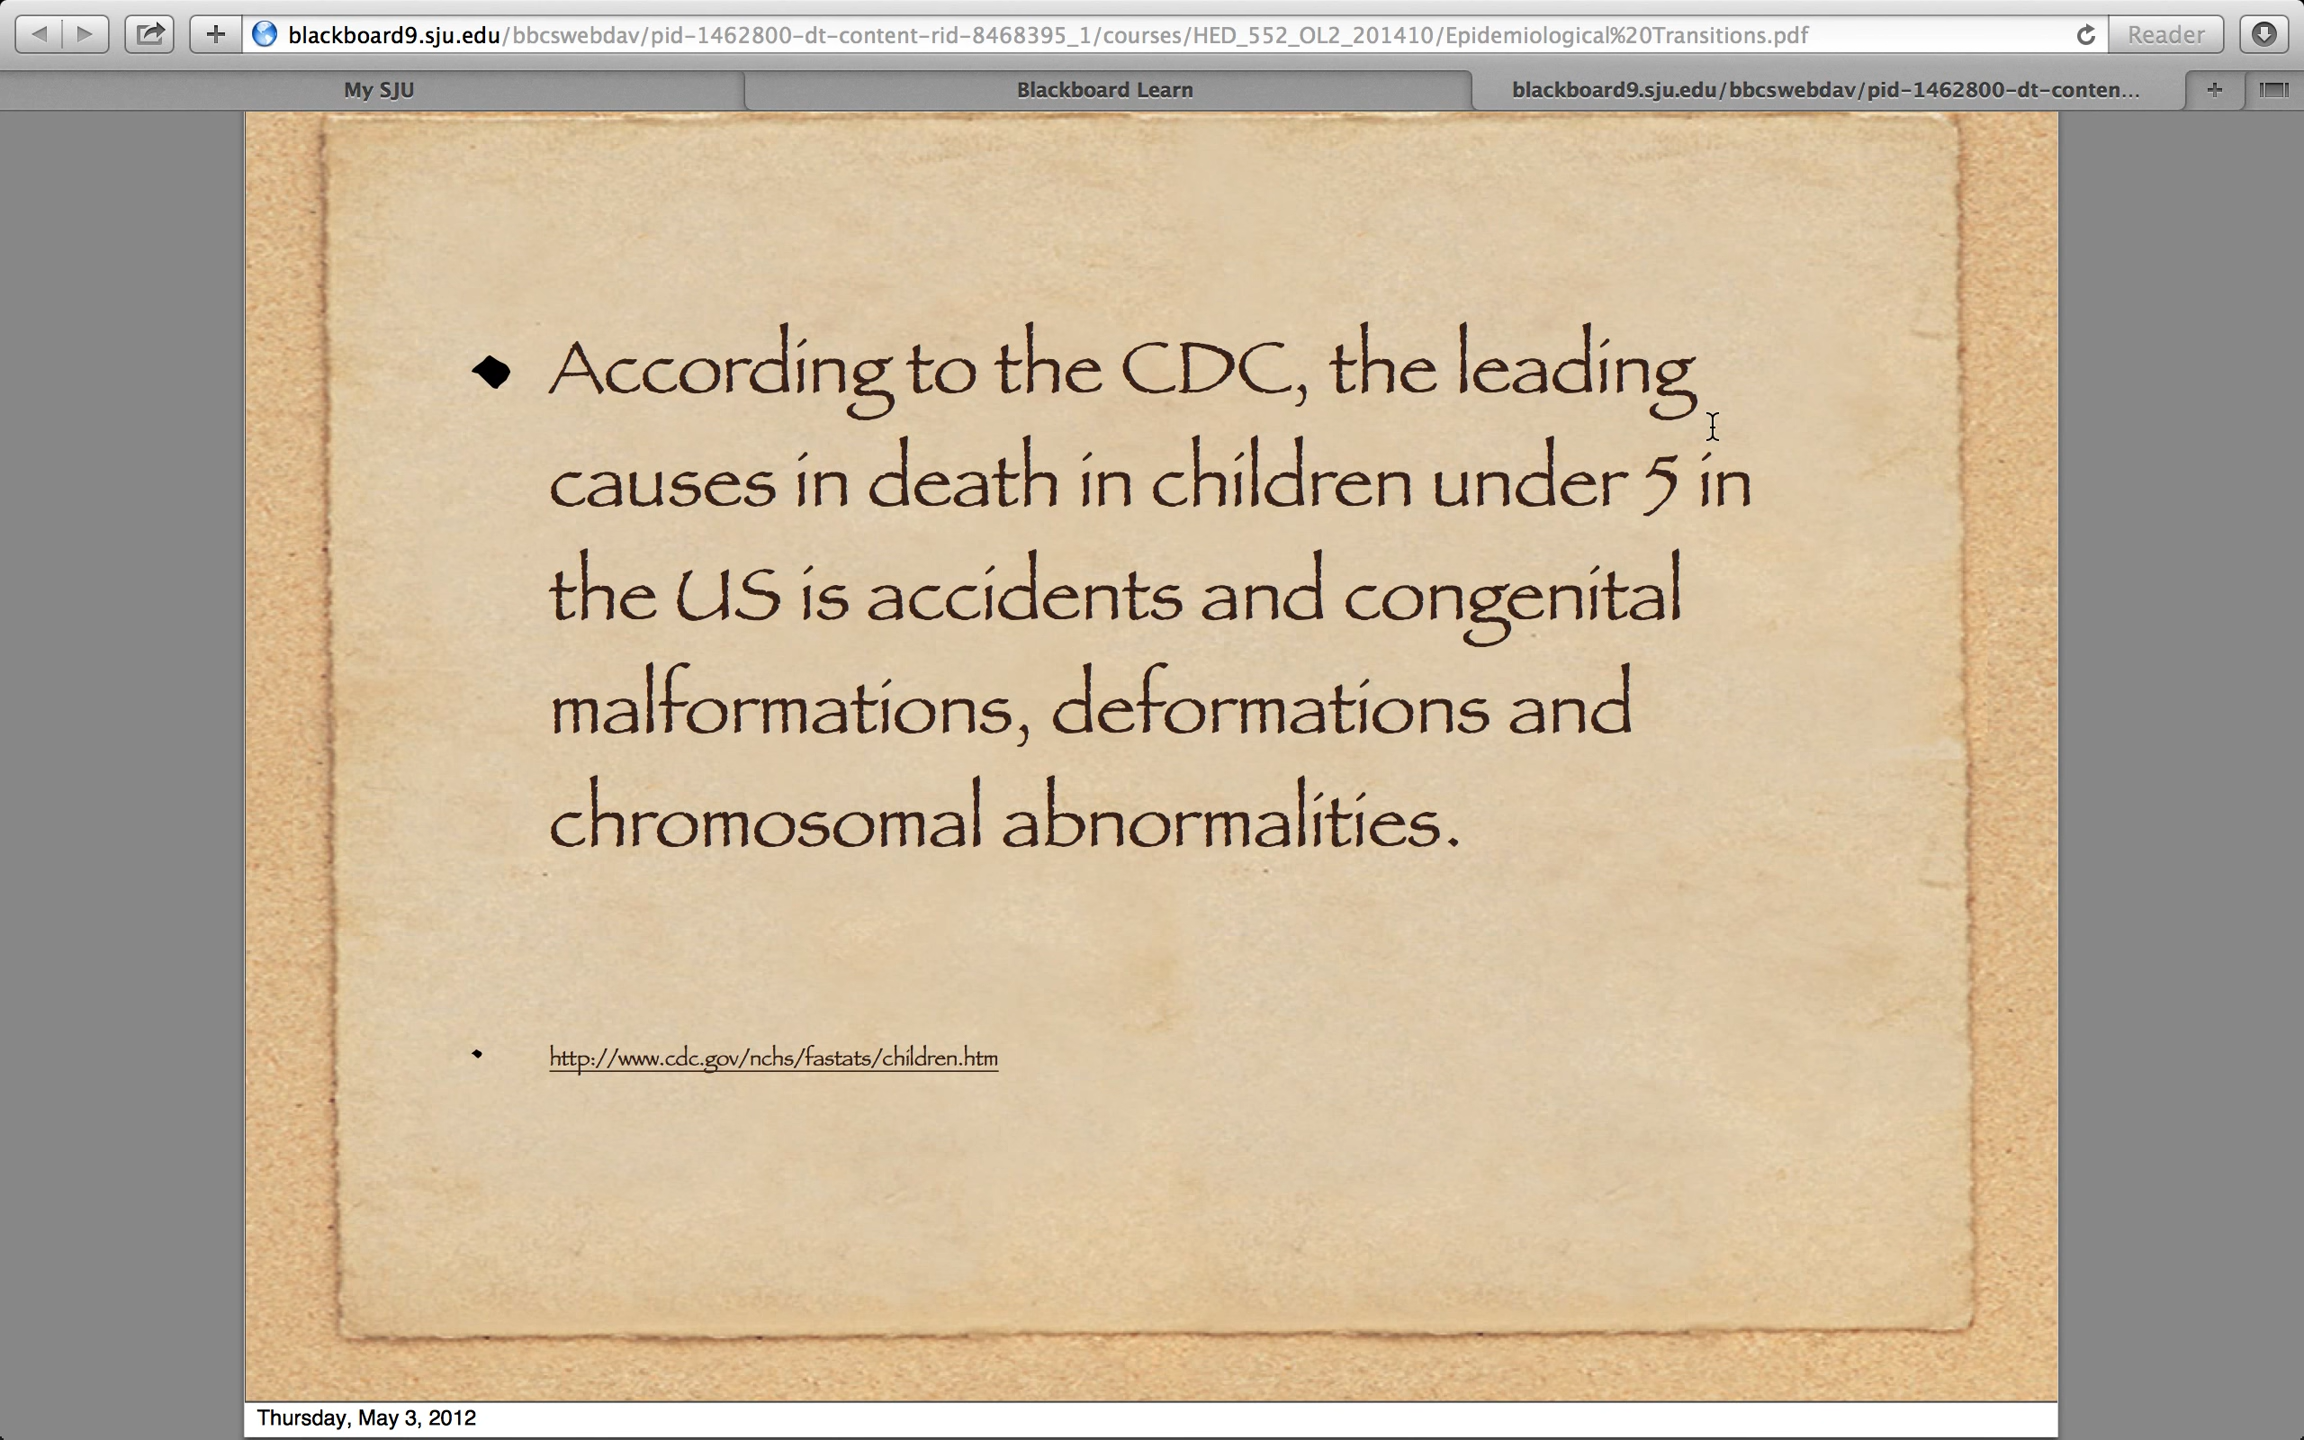 blackboard9.sju.edu/bbcswebdav/pid-1462800-dt-content-rid-8468395_1/courses/HED_552_OL2_201410/Epidemiological%20Transitions.pdf
Reader
My SJU
Blackboard Learn
blackboard9.sju.edu/bbcswebdav/pid-1462800-dt-conten...
• According to the CDC, the leading
causes in death in children under 5 in
the US is accidents and congenital
malformations, deformations and
chromosomal abnormalities.
• http://www.cdc.gov/nchs/fastats/children.htm
Thursday, May 3, 2012